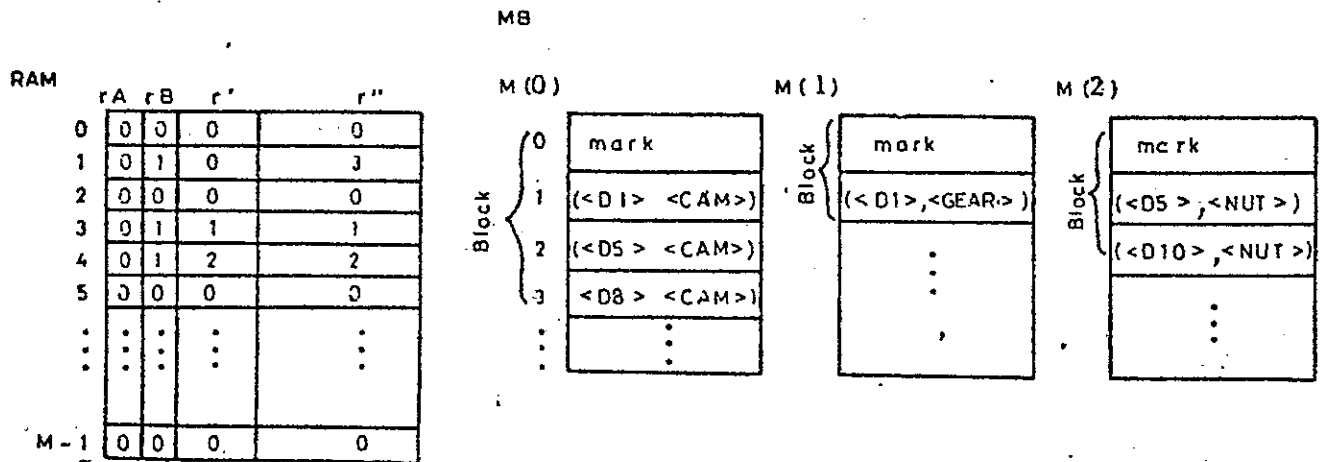 MB
RAM
rA rB r' r"
0 0 0 0 0
1 0 1 0 3
2 0 0 0 0
3 0 1 1 1
4 0 1 2 2
5 0 0 0 0
M-1 0 0 0 0
M(0)
Block
0 mark
1 (<D1> <CAM>)
2 (<D5> <CAM>)
3 <D8> <CAM>)
M(1)
Block
mark
(<D1>,<GEAR>)
M(2)
Block
mark
(<D5>,<NUT>)
(<D10>,<NUT>)